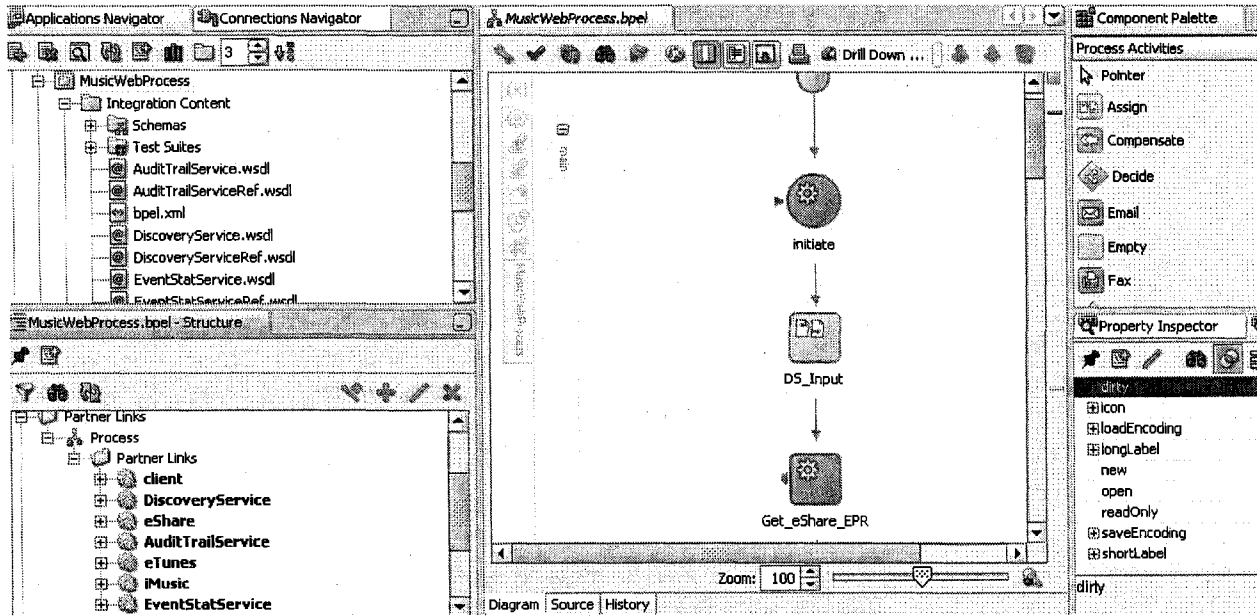 Applications Navigator
Connections Navigator
3
MusicWebProcess
Integration Content
Schemas
Test Suites
AuditTrailService.wsdl
AuditTrailServiceRef.wsdl
bpel.xml
DiscoveryService.wsdl
DiscoveryServiceRef.wsdl
EventStatService.wsdl
EventStatServiceRef.wsdl
MusicWebProcess.bpel - Structure
Partner Links
Process
Partner Links
client
DiscoveryService
eShare
AuditTrailService
eTunes
iMusic
EventStatService
MusicWebProcess.bpel
Drill Down ...
main
initiate
DS_Input
Get_eShare_EPR
Zoom: 100
Diagram Source History
Component Palette
Process Activities
Pointer
Assign
Compensate
Decide
Email
Empty
Fax
Property Inspector
dirty
icon
loadEncoding
longLabel
new
open
readOnly
saveEncoding
shortLabel
dirty